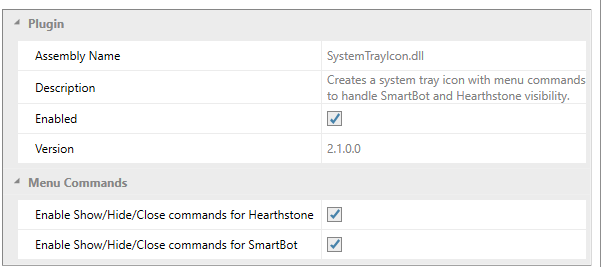 Plugin
Assembly Name SystemTrayIcon.dll
Description Creates a system tray icon with menu commands
to handle SmartBot and Hearthstone visibility.
Enabled
Version 2.1.0.0
Menu Commands
Enable Show/Hide/Close commands for Hearthstone
Enable Show/Hide/Close commands for SmartBot